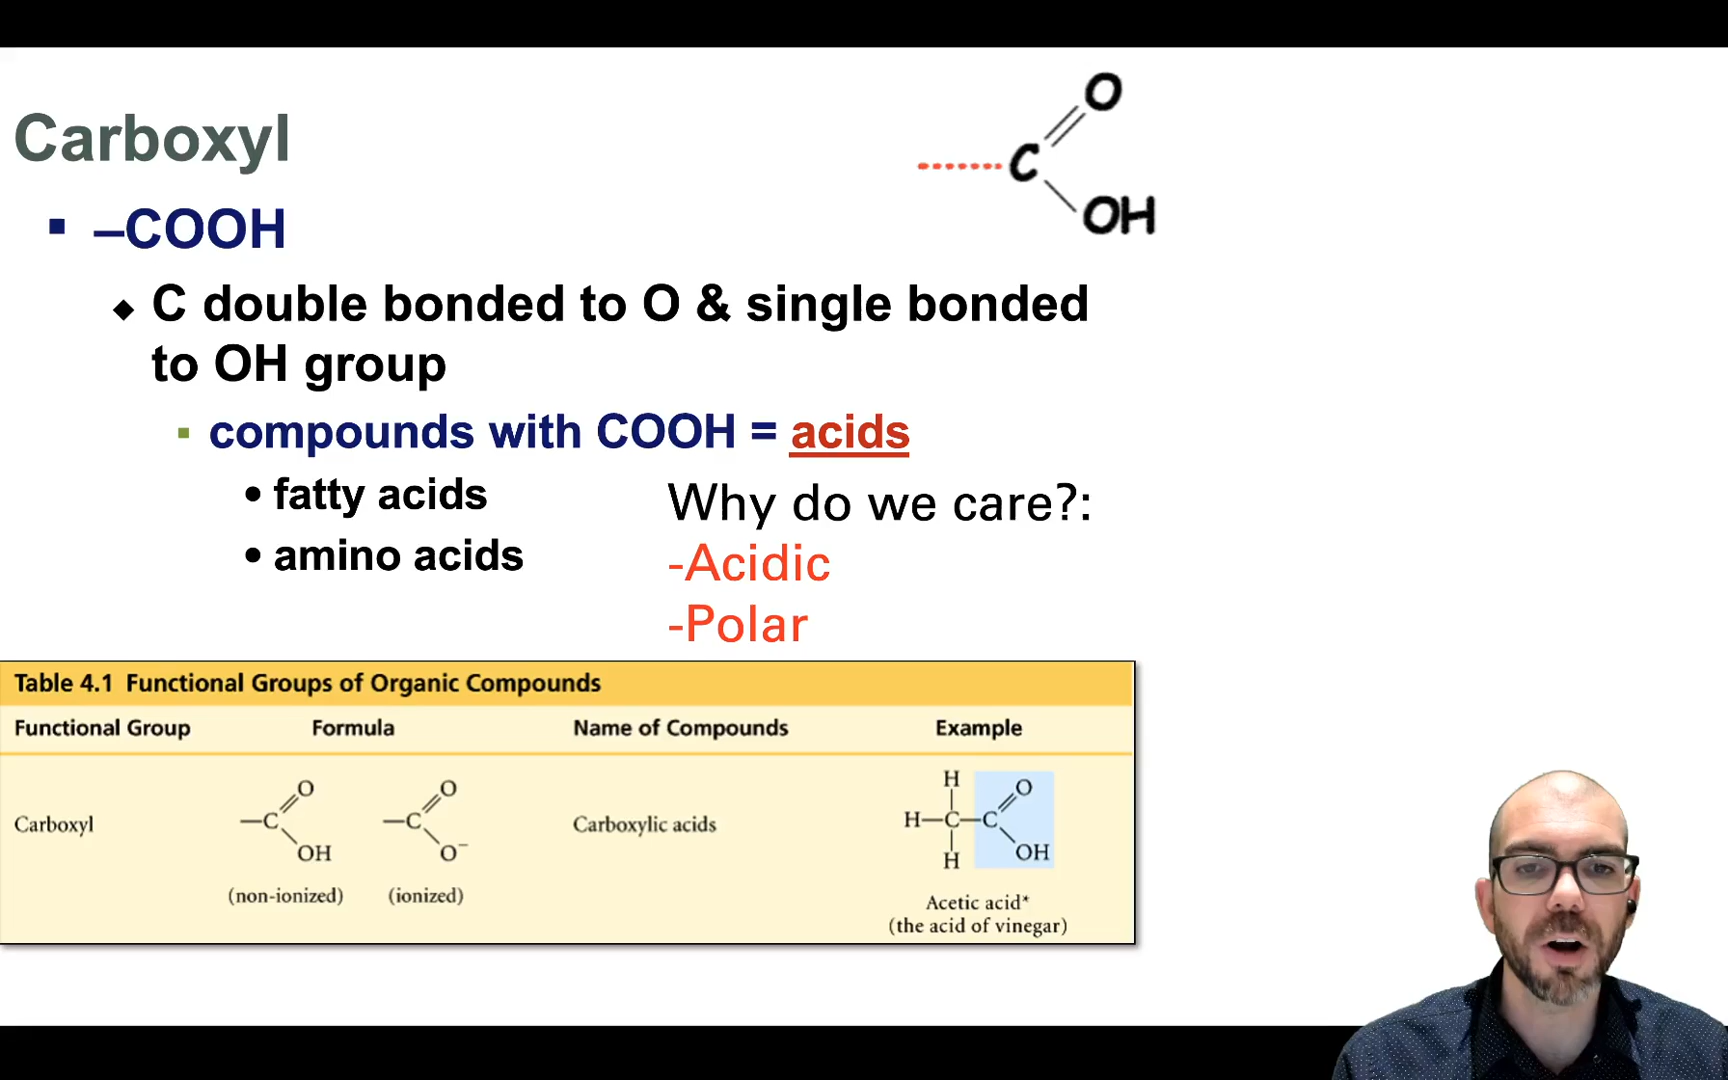 Carboxyl
O
C
OH
▪ –COOH
◆ C double bonded to O & single bonded
to OH group
▪ compounds with COOH = acids
• fatty acids
• amino acids
Why do we care?:
-Acidic
-Polar
Table 4.1 Functional Groups of Organic Compounds
Functional Group Formula Name of Compounds Example
Carboxyl
O
—C
OH
(non-ionized)
O
—C
O⁻
(ionized)
Carboxylic acids
H O
H—C—C
H OH
Acetic acid*
(the acid of vinegar)